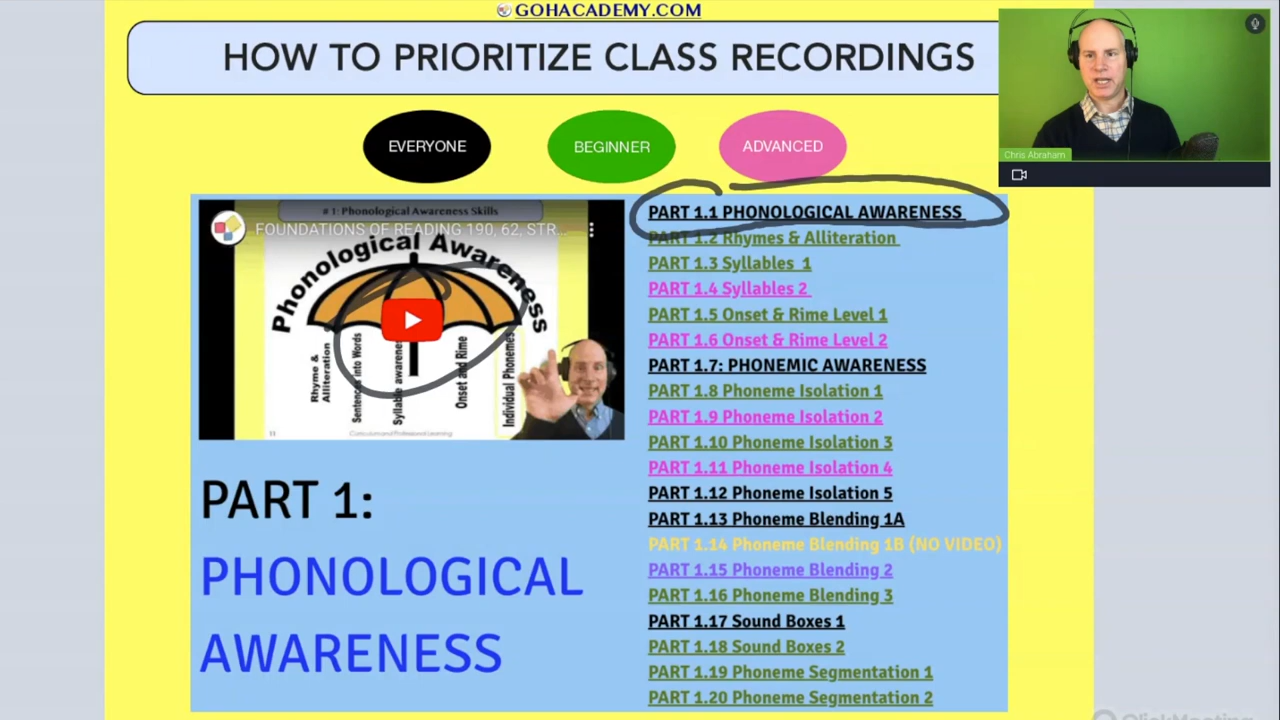 GOHACADEMY.COM
HOW TO PRIORITIZE CLASS RECORDINGS
EVERYONE
BEGINNER
ADVANCED
Chris Abraham
# 1: Phonological Awareness Skills
FOUNDATIONS OF READING 190, 62, STR...
Phonological Awareness
Rhyme &
Alliteration
Sentences into Words
Syllable awarenes
Onset and Rime
Individual Phonemes
11
Curriculum and Professional Learning
PART 1:
PHONOLOGICAL
AWARENESS
PART 1.1 PHONOLOGICAL AWARENESS
PART 1.2 Rhymes & Alliteration
PART 1.3 Syllables 1
PART 1.4 Syllables 2
PART 1.5 Onset & Rime Level 1
PART 1.6 Onset & Rime Level 2
PART 1.7: PHONEMIC AWARENESS
PART 1.8 Phoneme Isolation 1
PART 1.9 Phoneme Isolation 2
PART 1.10 Phoneme Isolation 3
PART 1.11 Phoneme Isolation 4
PART 1.12 Phoneme Isolation 5
PART 1.13 Phoneme Blending 1A
PART 1.14 Phoneme Blending 1B (NO VIDEO)
PART 1.15 Phoneme Blending 2
PART 1.16 Phoneme Blending 3
PART 1.17 Sound Boxes 1
PART 1.18 Sound Boxes 2
PART 1.19 Phoneme Segmentation 1
PART 1.20 Phoneme Segmentation 2
ClickMeeting